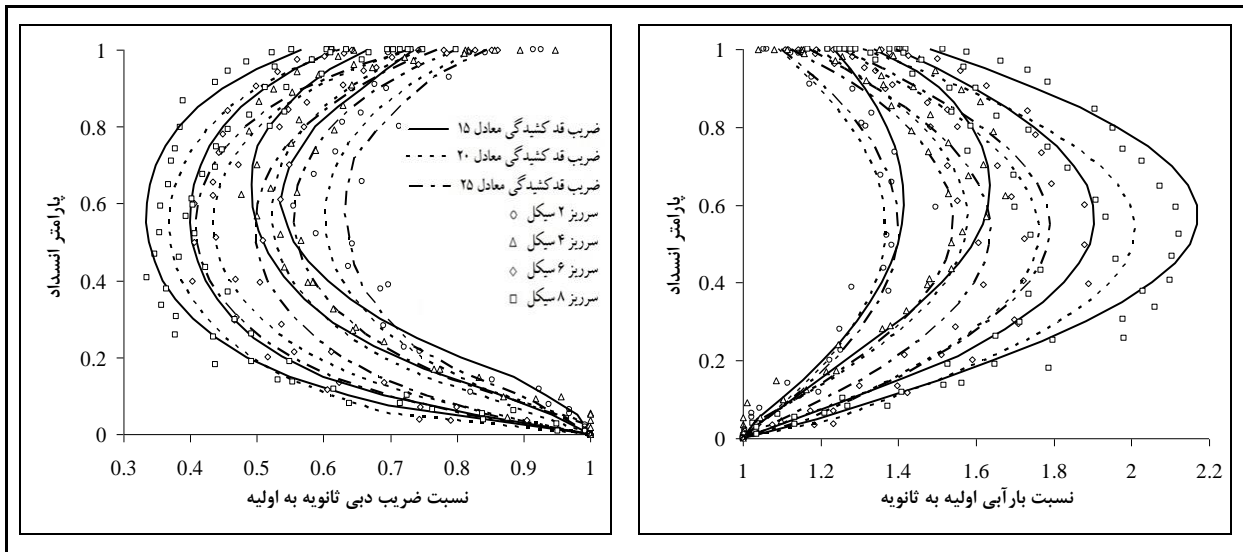 پارامتر انسداد
1
0.8
0.6
0.4
0.2
0
0.3 0.4 0.5 0.6 0.7 0.8 0.9 1
نسبت ضریب دبی ثانویه به اولیه
ضریب قد کشیدگی معادل ۱۵
ضریب قد کشیدگی معادل ۲۰
ضریب قد کشیدگی معادل ۲۵
سرریز ۲ سیکل
سرریز ۴ سیکل
سرریز ۶ سیکل
سرریز ۸ سیکل
پارامتر انسداد
1
0.8
0.6
0.4
0.2
0
1 1.2 1.4 1.6 1.8 2 2.2
نسبت بارآبی اولیه به ثانویه